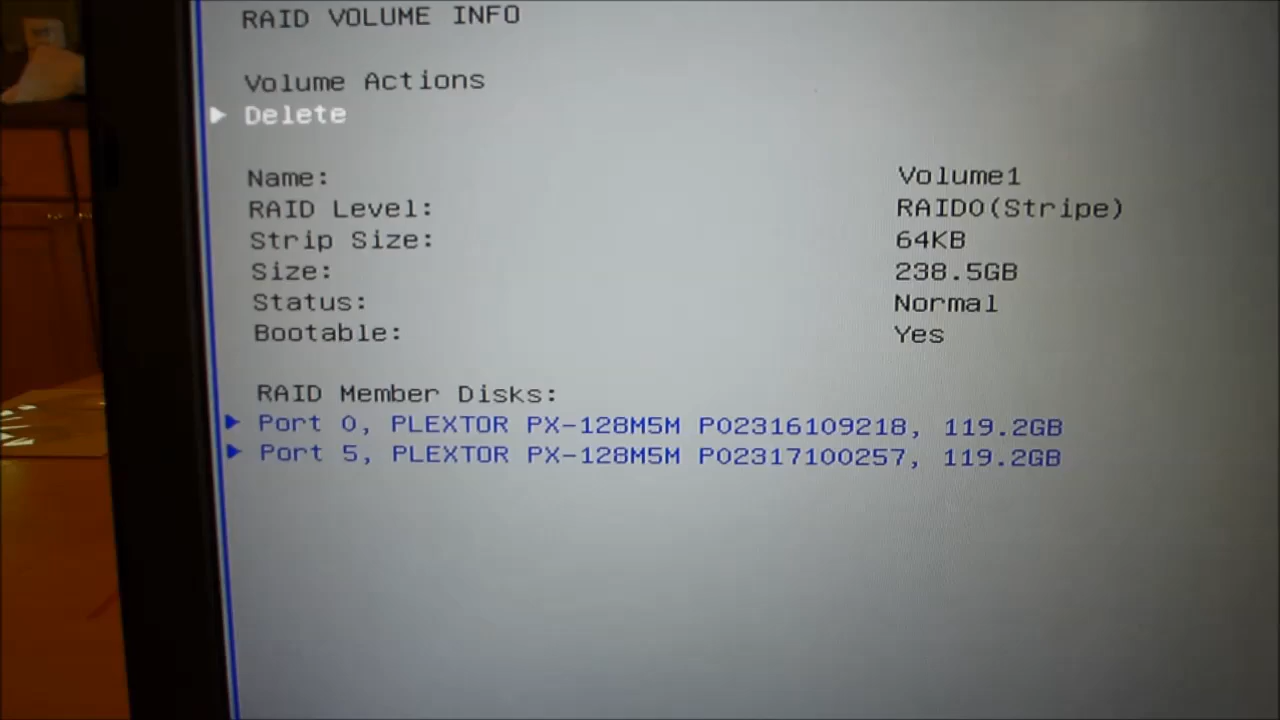 RAID VOLUME INFO
Volume Actions
Delete
Name: Volume1
RAID Level: RAID0(Stripe)
Strip Size: 64KB
Size: 238.5GB
Status: Normal
Bootable: Yes
RAID Member Disks:
Port 0, PLEXTOR PX-128M5M P02316109218, 119.2GB
Port 5, PLEXTOR PX-128M5M P02317100257, 119.2GB